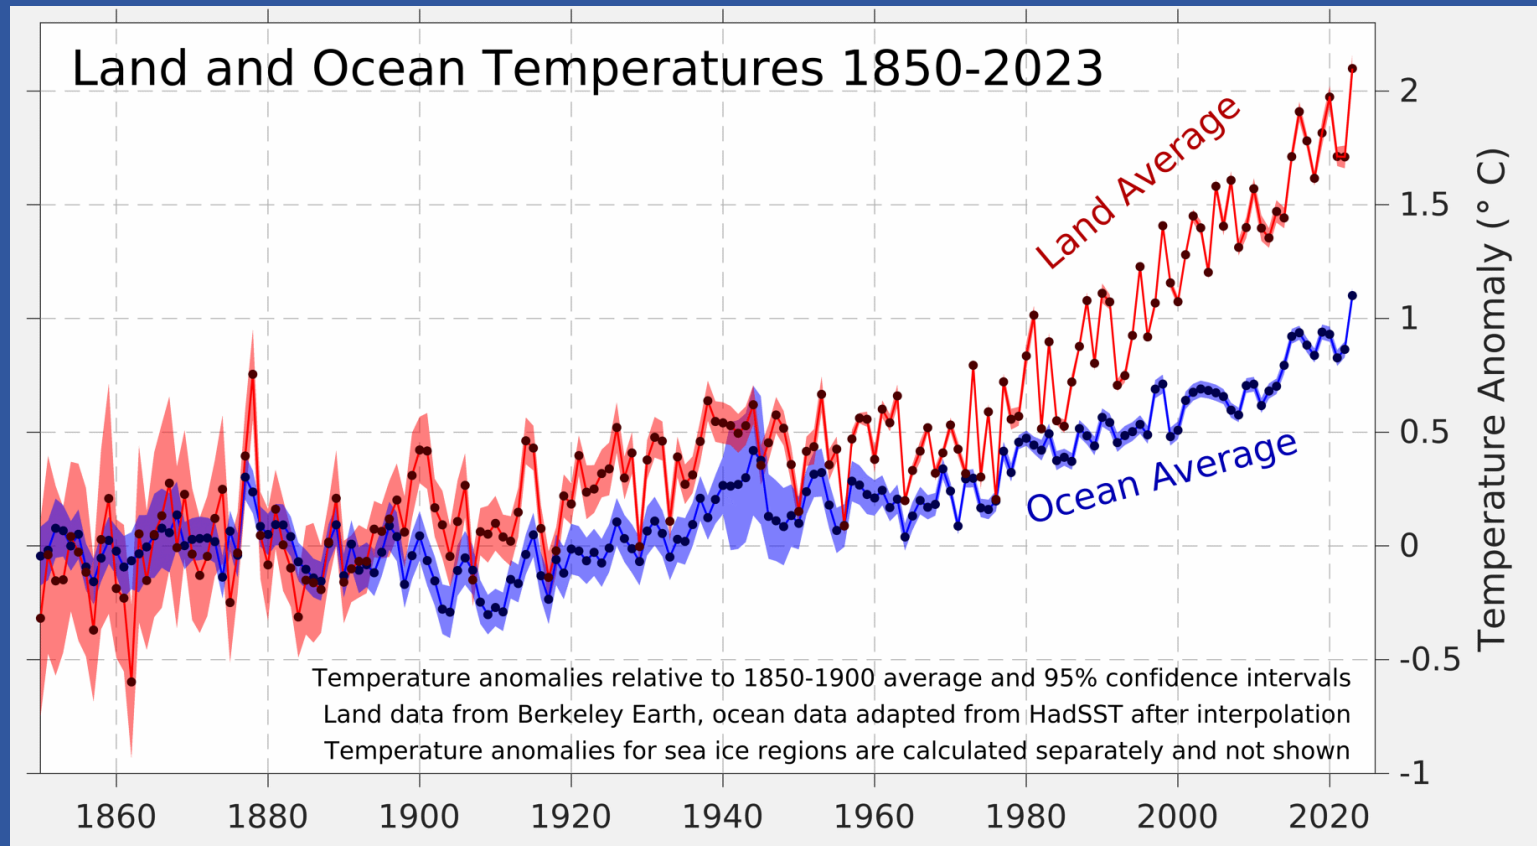 Land and Ocean Temperatures 1850-2023
Land Average
Ocean Average
Temperature anomalies relative to 1850-1900 average and 95% confidence intervals
Land data from Berkeley Earth, ocean data adapted from HadSST after interpolation
Temperature anomalies for sea ice regions are calculated separately and not shown
2
1.5
1
0.5
0
-0.5
-1
Temperature Anomaly (° C)
1860 1880 1900 1920 1940 1960 1980 2000 2020